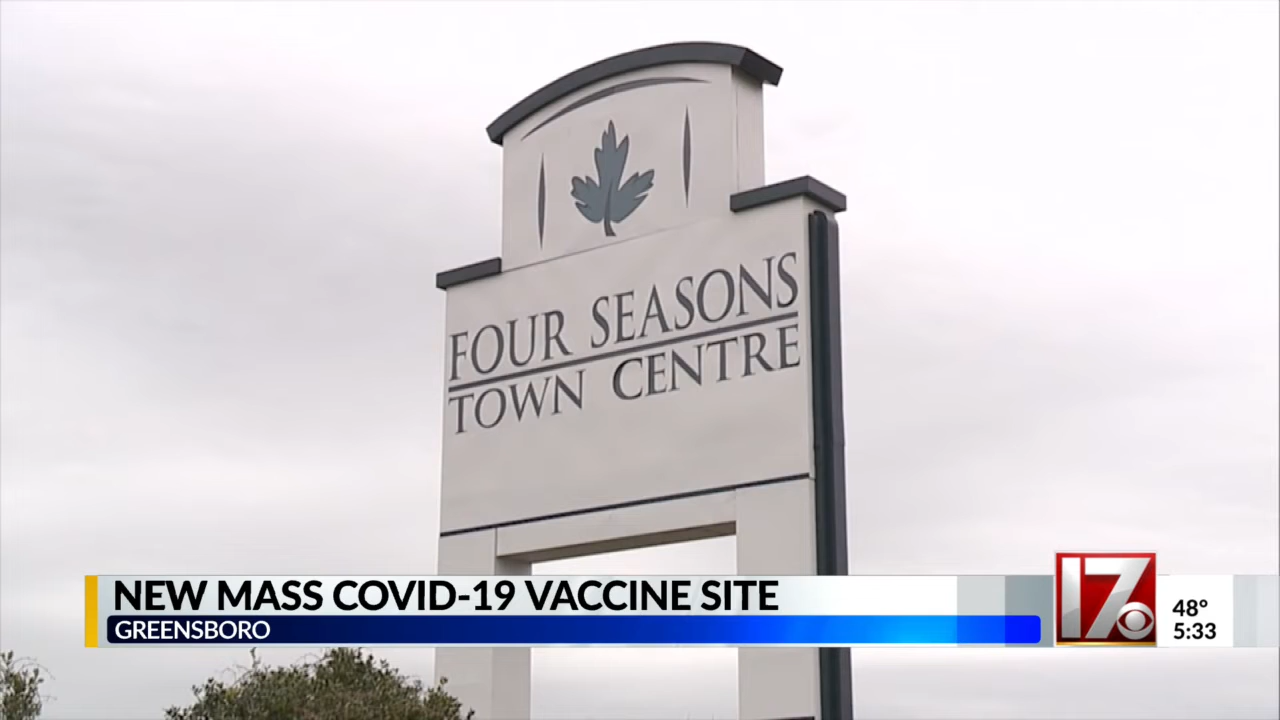 FOUR SEASONS
TOWN CENTRE
NEW MASS COVID-19 VACCINE SITE
GREENSBORO
17
48°
5:33